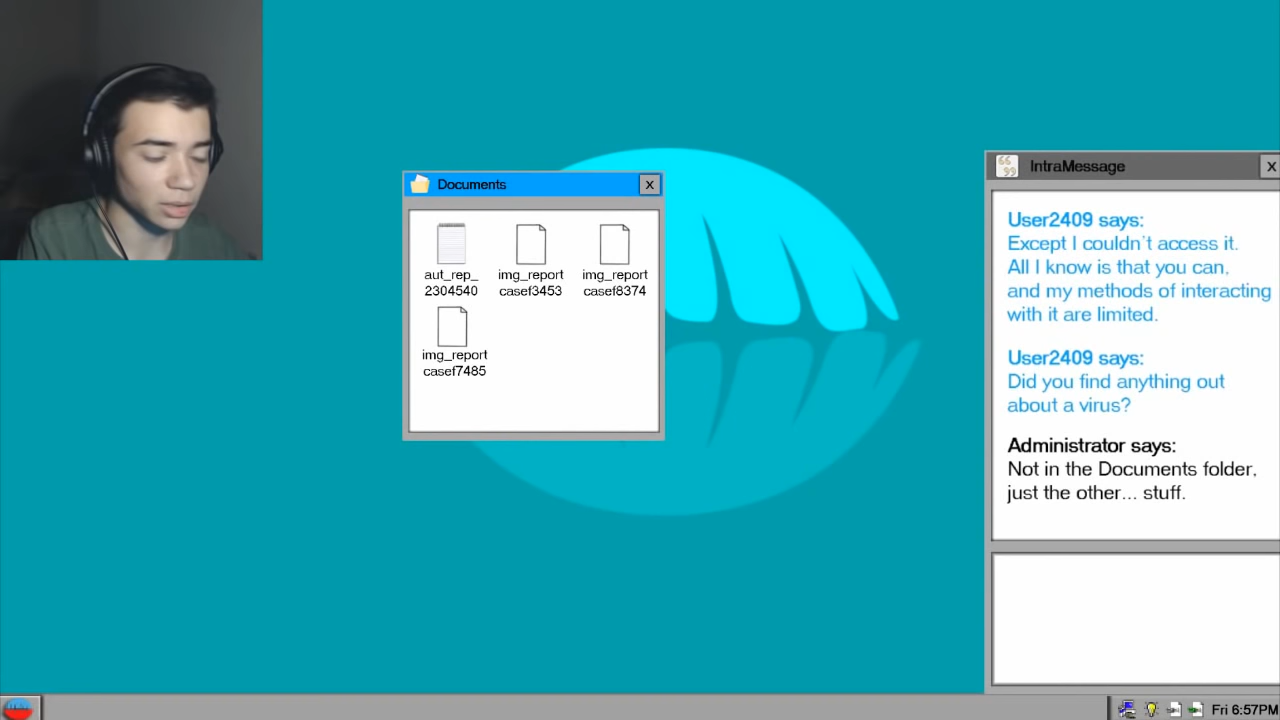 Documents
X
aut_rep_
2304540
img_report
casef3453
img_report
casef8374
img_report
casef7485
IntraMessage
X
User2409 says:
Except I couldn't access it.
All I know is that you can,
and my methods of interacting
with it are limited.
User2409 says:
Did you find anything out
about a virus?
Administrator says:
Not in the Documents folder,
just the other... stuff.
Fri 6:57PM